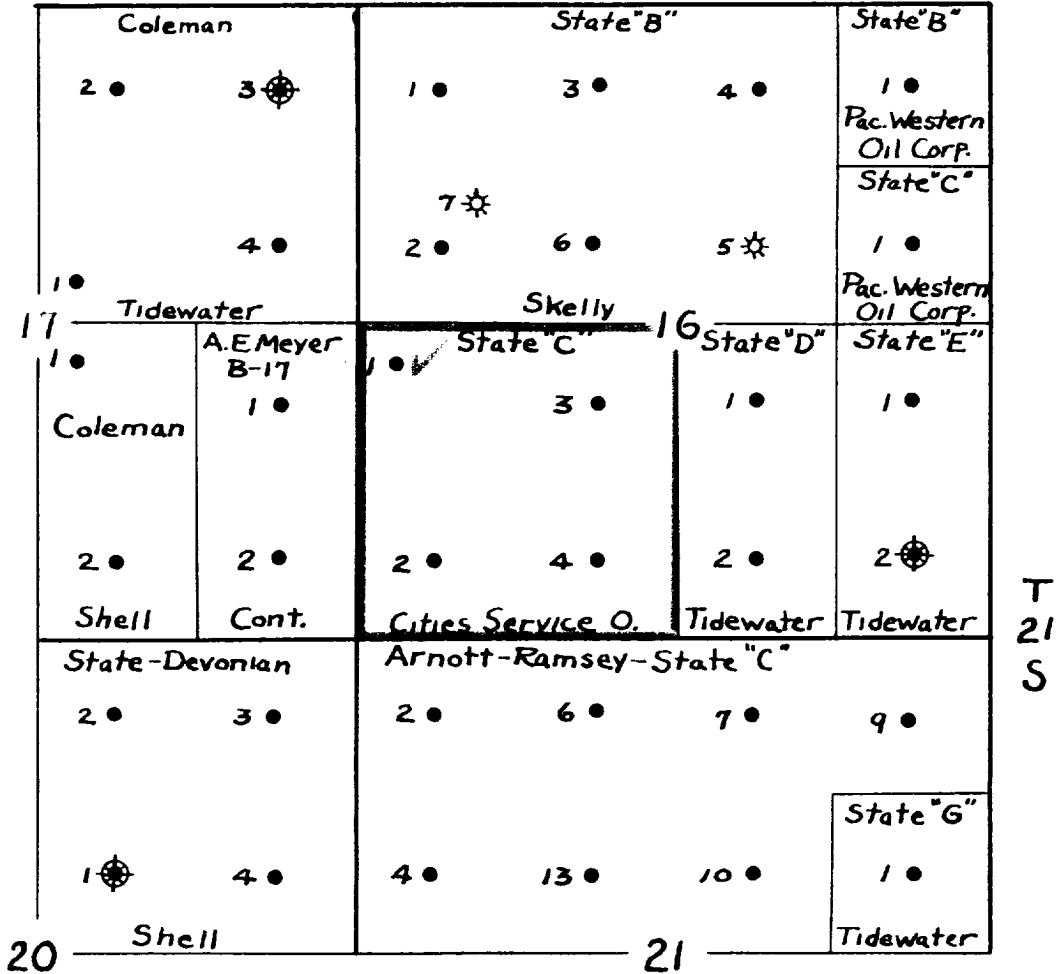 Coleman
2 3
4
1
Tidewater
State "B"
1 3 4
7
2 6 5
Skelly
State "B"
1
Pac. Western
Oil Corp.
State "C"
1
Pac. Western
Oil Corp.
17
16
1
Coleman
2
Shell
A.E Meyer
B-17
1
2
Cont.
State "C"
1
3
2 4
Cities Service O.
State "D"
1
2
Tidewater
State "E"
1
2
Tidewater
T
21
S
State-Devonian
2 3
1 4
Shell
Arnott-Ramsey-State "C"
2 6 7 9
4 13 10
State "G"
1
Tidewater
20
21